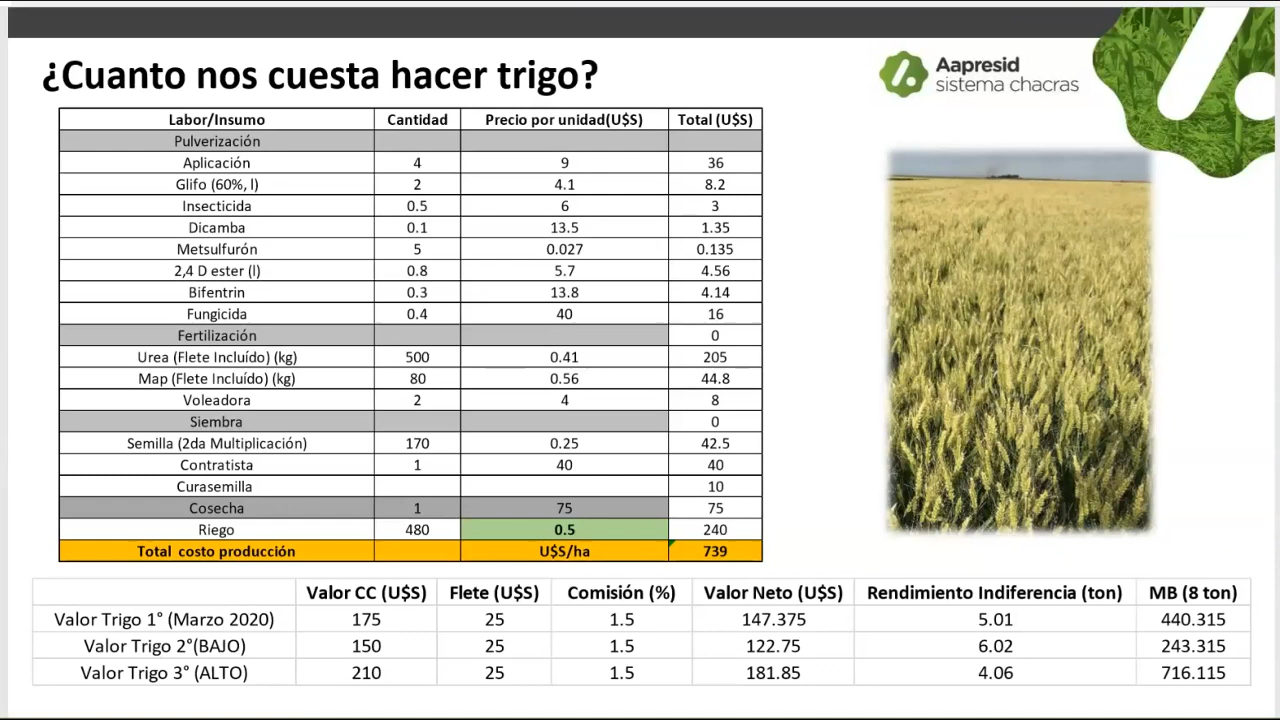 ¿Cuanto nos cuesta hacer trigo?
Aapresid
sistema chacras
Labor/Insumo Cantidad Precio por unidad(U$S) Total (U$S)
Pulverización
Aplicación 4 9 36
Glifo (60%, l) 2 4.1 8.2
Insecticida 0.5 6 3
Dicamba 0.1 13.5 1.35
Metsulfurón 5 0.027 0.135
2,4 D ester (l) 0.8 5.7 4.56
Bifentrin 0.3 13.8 4.14
Fungicida 0.4 40 16
Fertilización 0
Urea (Flete Incluído) (kg) 500 0.41 205
Map (Flete Incluído) (kg) 80 0.56 44.8
Voleadora 2 4 8
Siembra 0
Semilla (2da Multiplicación) 170 0.25 42.5
Contratista 1 40 40
Curasemilla 10
Cosecha 1 75 75
Riego 480 0.5 240
Total costo producción U$S/ha 739
Valor CC (U$S) Flete (U$S) Comisión (%) Valor Neto (U$S) Rendimiento Indiferencia (ton) MB (8 ton)
Valor Trigo 1° (Marzo 2020) 175 25 1.5 147.375 5.01 440.315
Valor Trigo 2°(BAJO) 150 25 1.5 122.75 6.02 243.315
Valor Trigo 3° (ALTO) 210 25 1.5 181.85 4.06 716.115